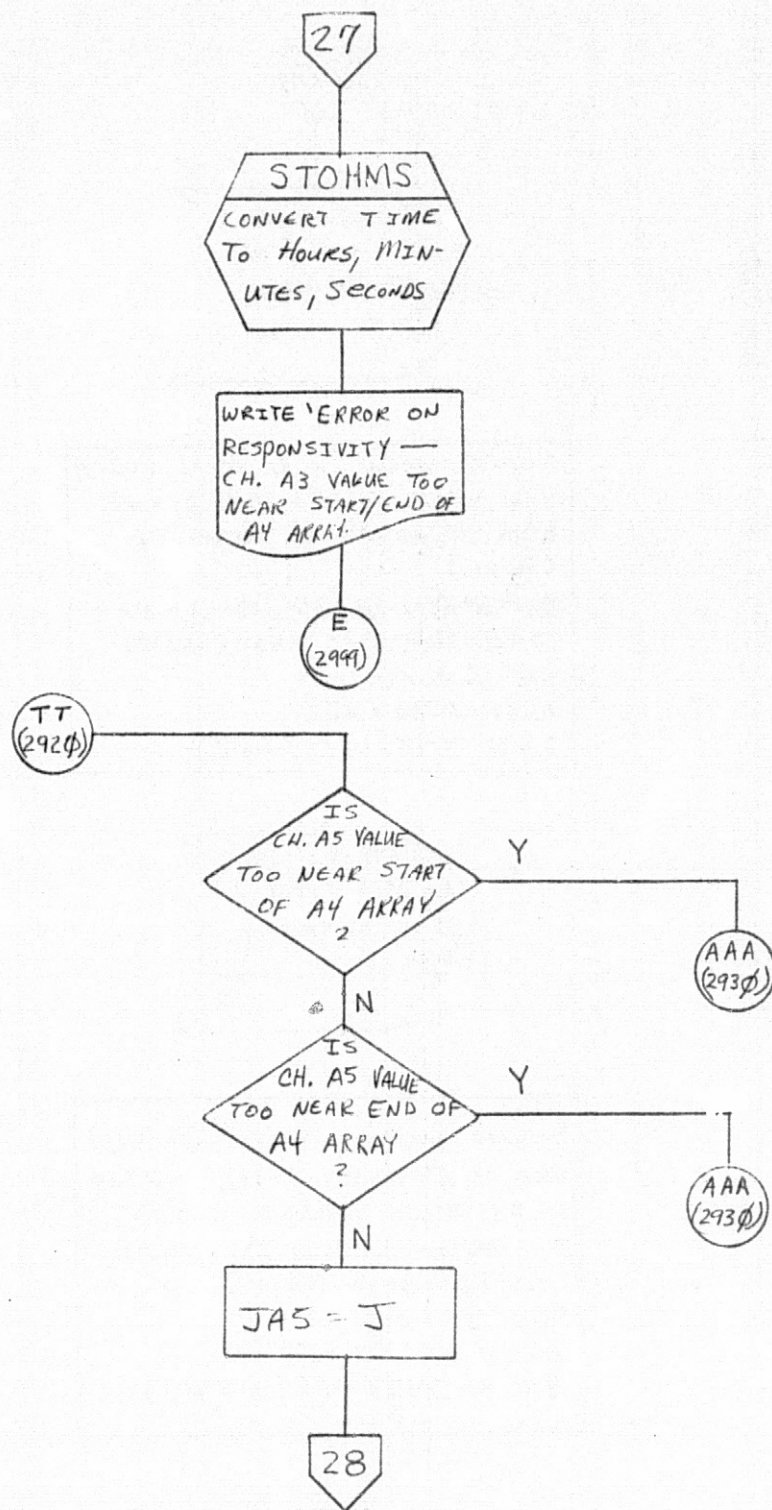 27
STOHMS
CONVERT TIME
TO HOURS, MIN-
UTES, SECONDS
WRITE 'ERROR ON
RESPONSIVITY —
CH. A3 VALUE TOO
NEAR START/END OF
A4 ARRAY.
E
(2999)
TT
(292Ø)
IS
CH. A5 VALUE
TOO NEAR START
OF A4 ARRAY
?
Y
AAA
(293Ø)
N
IS
CH. A5 VALUE
TOO NEAR END OF
A4 ARRAY
?
Y
AAA
(293Ø)
N
JA5 = J
28